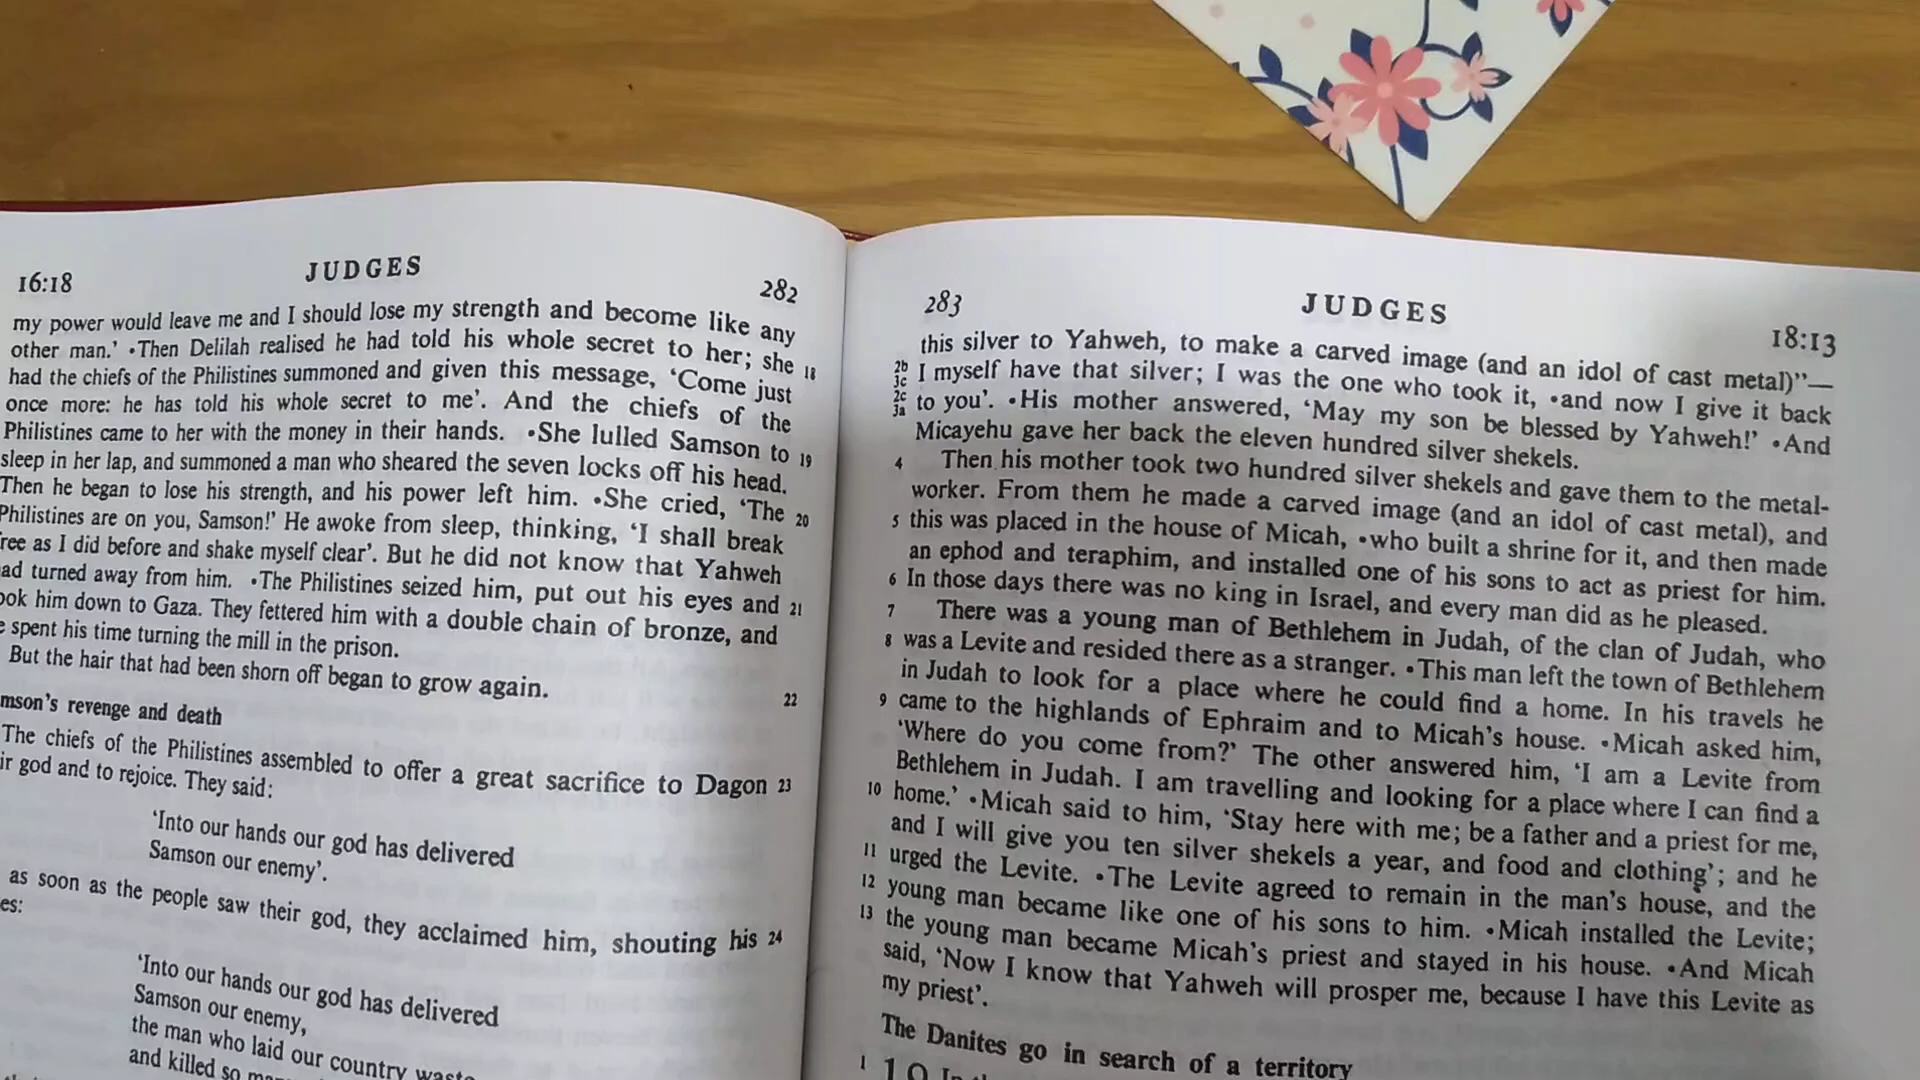 16:18 JUDGES 282
my power would leave me and I should lose my strength and become like any
other man.’ •Then Delilah realised he had told his whole secret to her; she 18
had the chiefs of the Philistines summoned and given this message, ‘Come just
once more: he has told his whole secret to me’. And the chiefs of the
Philistines came to her with the money in their hands. •She lulled Samson to 19
sleep in her lap, and summoned a man who sheared the seven locks off his head.
Then he began to lose his strength, and his power left him. •She cried, ‘The 20
Philistines are on you, Samson!’ He awoke from sleep, thinking, ‘I shall break
ree as I did before and shake myself clear’. But he did not know that Yahweh
ad turned away from him. •The Philistines seized him, put out his eyes and 21
ook him down to Gaza. They fettered him with a double chain of bronze, and
e spent his time turning the mill in the prison.
But the hair that had been shorn off began to grow again. 22
mson’s revenge and death
The chiefs of the Philistines assembled to offer a great sacrifice to Dagon 23
ir god and to rejoice. They said:
‘Into our hands our god has delivered
Samson our enemy’.
as soon as the people saw their god, they acclaimed him, shouting his 24
es:
‘Into our hands our god has delivered
Samson our enemy,
the man who laid our country waste
and killed so
283 JUDGES 18:13
this silver to Yahweh, to make a carved image (and an idol of cast metal)”—
2b 3c I myself have that silver; I was the one who took it, •and now I give it back
2c 3a to you’. •His mother answered, ‘May my son be blessed by Yahweh!’ •And
Micayehu gave her back the eleven hundred silver shekels.
4 Then his mother took two hundred silver shekels and gave them to the metal-
worker. From them he made a carved image (and an idol of cast metal), and
5 this was placed in the house of Micah, •who built a shrine for it, and then made
an ephod and teraphim, and installed one of his sons to act as priest for him.
6 In those days there was no king in Israel, and every man did as he pleased.
7 There was a young man of Bethlehem in Judah, of the clan of Judah, who
8 was a Levite and resided there as a stranger. •This man left the town of Bethlehem
in Judah to look for a place where he could find a home. In his travels he
9 came to the highlands of Ephraim and to Micah’s house. •Micah asked him,
‘Where do you come from?’ The other answered him, ‘I am a Levite from
Bethlehem in Judah. I am travelling and looking for a place where I can find a
10 home.’ •Micah said to him, ‘Stay here with me; be a father and a priest for me,
and I will give you ten silver shekels a year, and food and clothing’; and he
11 urged the Levite. •The Levite agreed to remain in the man’s house, and the
12 young man became like one of his sons to him. •Micah installed the Levite;
13 the young man became Micah’s priest and stayed in his house. •And Micah
said, ‘Now I know that Yahweh will prosper me, because I have this Levite as
my priest’.
The Danites go in search of a territory
1